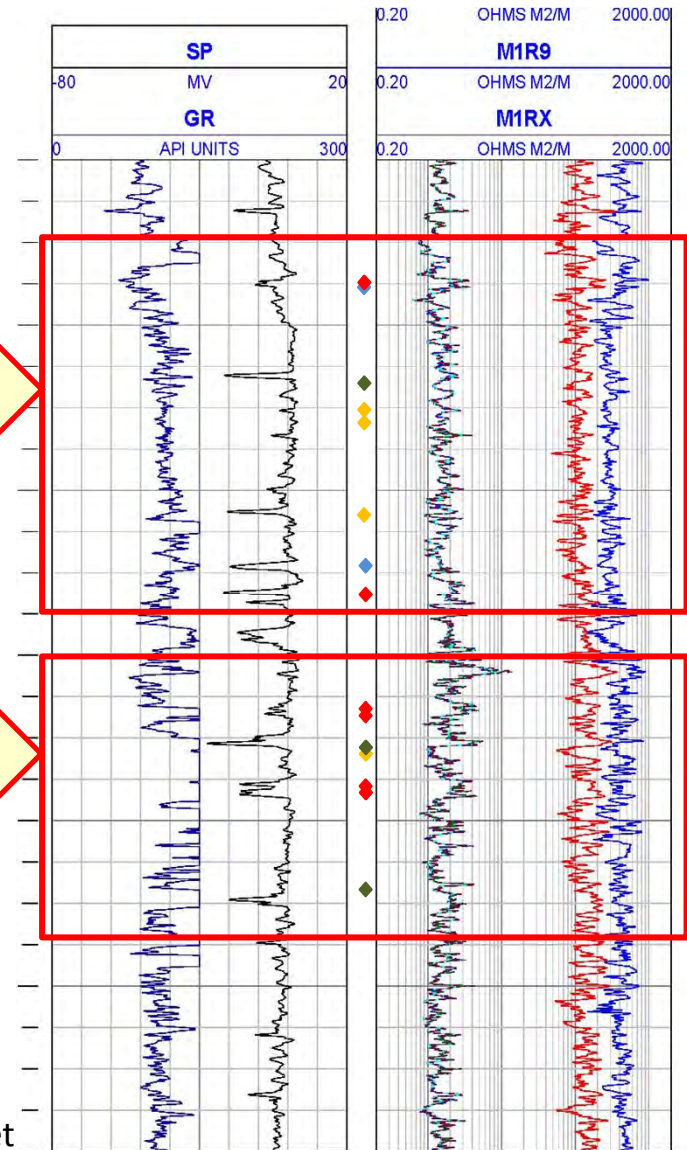 0.20 OHMS M2/M 2000.00
SP M1R9
-80 MV 20 0.20 OHMS M2/M 2000.00
GR M1RX
0 API UNITS 300 0.20 OHMS M2/M 2000.00
et